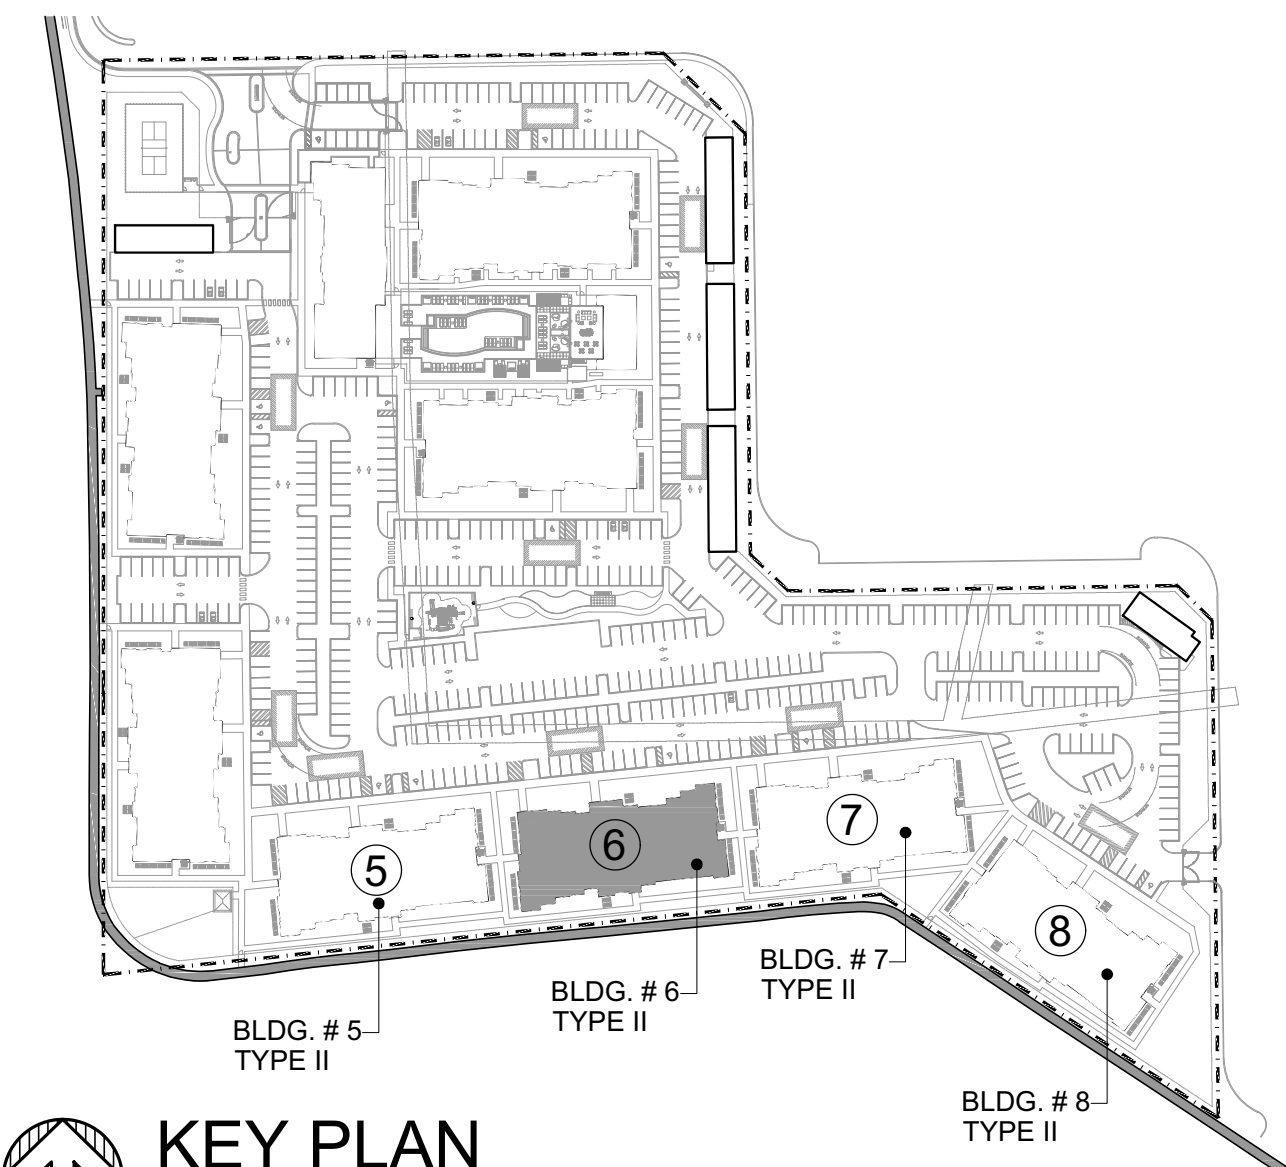 7
6
5
8
BLDG. # 7
TYPE II
BLDG. # 6
TYPE II
BLDG. # 5
TYPE II
BLDG. # 8
TYPE II
KEY PLAN